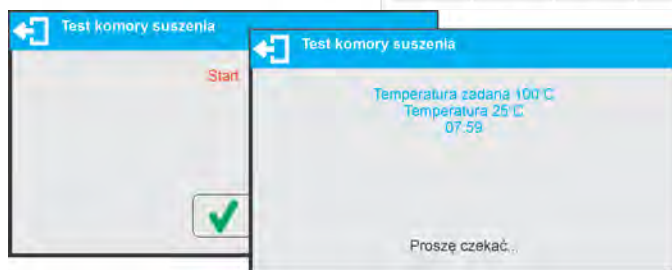 Test komory suszenia
Start
Test komory suszenia
Temperatura zadana 100°C
Temperatura 25°C
07:59
Proszę czekać...